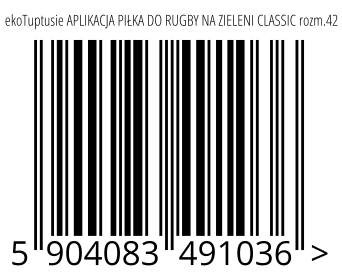 ekoTuptusie APLIKACJA PIŁKA DO RUGBY NA ZIELENI CLASSIC rozm.42
5 904083 491036 >